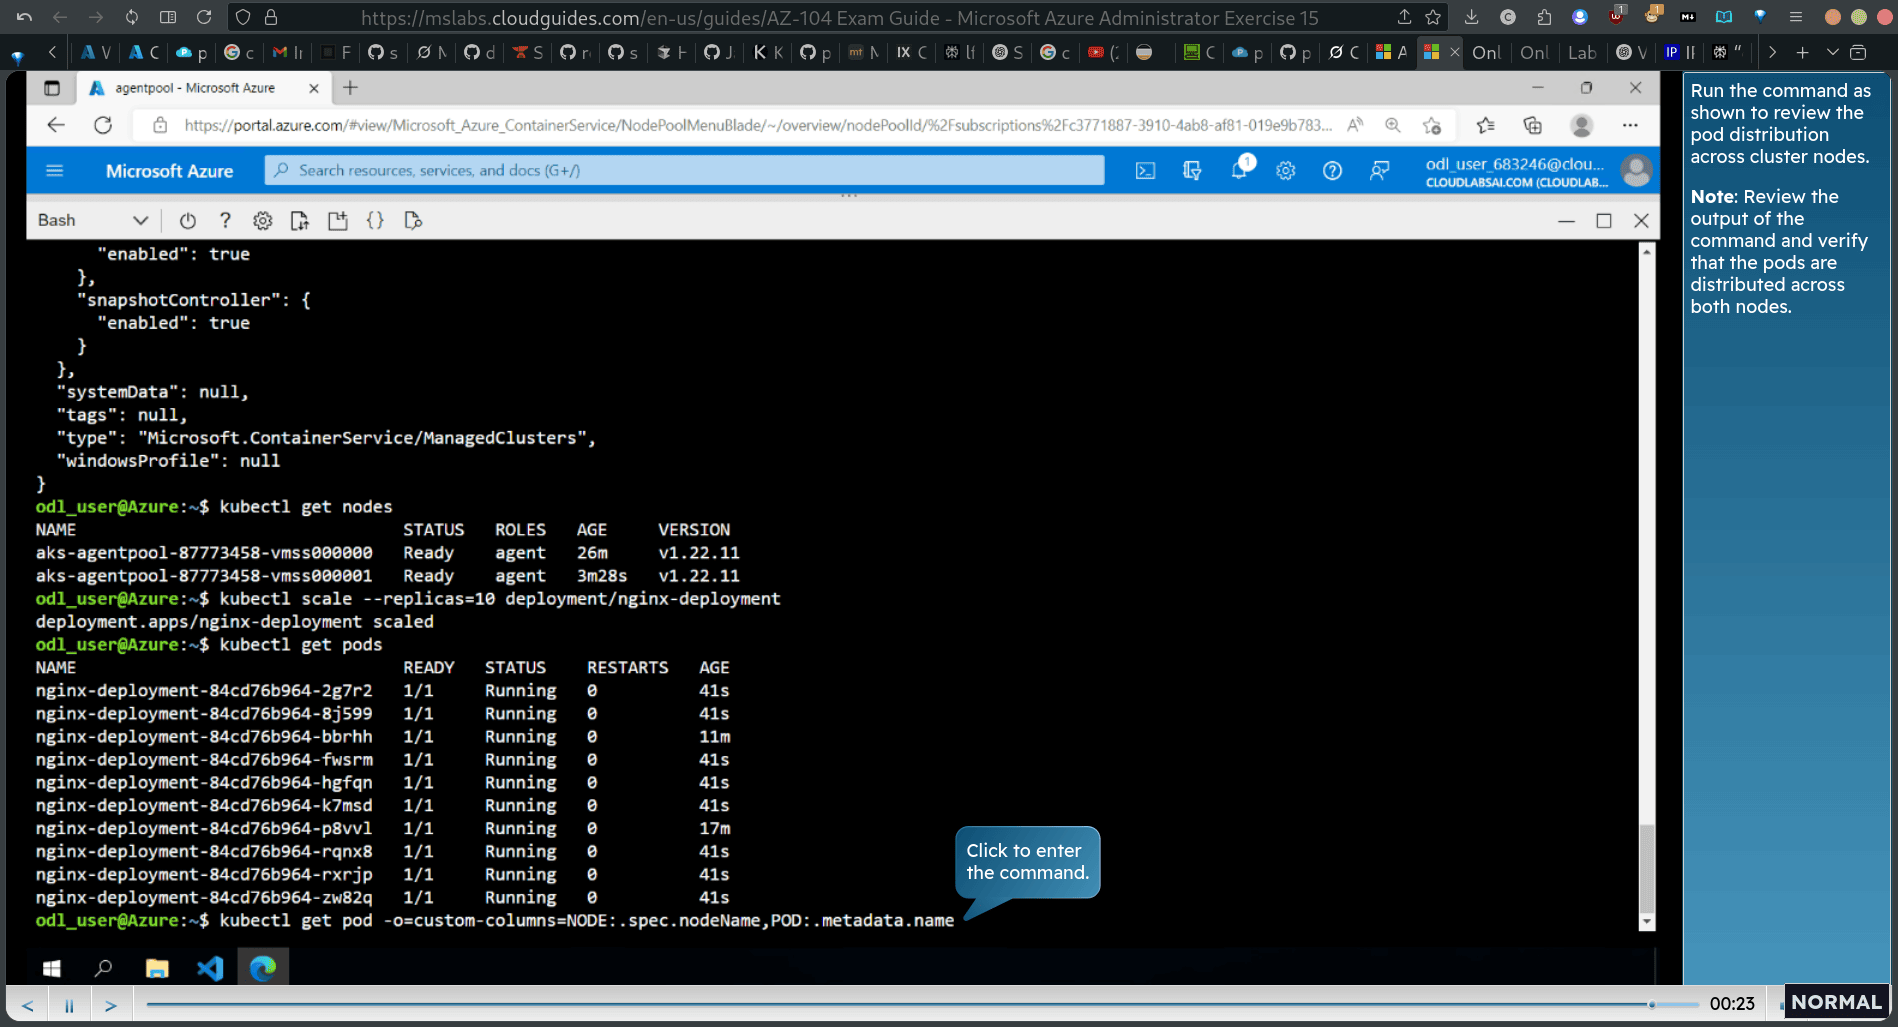 https://mslabs.cloudguides.com/en-us/guides/AZ-104 Exam Guide - Microsoft Azure Administrator Exercise 15
Onl
Onl
Lab
agentpool - Microsoft Azure
https://portal.azure.com/#view/Microsoft_Azure_ContainerService/NodePoolMenuBlade/~/overview/nodePoolId/%2Fsubscriptions%2Fc3771887-3910-4ab8-af81-019e9b783...
Microsoft Azure
Search resources, services, and docs (G+/)
1
odl_user_683246@clou...
CLOUDLABSAI.COM (CLOUDLAB...
Bash
"enabled": true
},
"snapshotController": {
"enabled": true
}
},
"systemData": null,
"tags": null,
"type": "Microsoft.ContainerService/ManagedClusters",
"windowsProfile": null
}
odl_user@Azure:~$ kubectl get nodes
NAME STATUS ROLES AGE VERSION
aks-agentpool-87773458-vmss000000 Ready agent 26m v1.22.11
aks-agentpool-87773458-vmss000001 Ready agent 3m28s v1.22.11
odl_user@Azure:~$ kubectl scale --replicas=10 deployment/nginx-deployment
deployment.apps/nginx-deployment scaled
odl_user@Azure:~$ kubectl get pods
NAME READY STATUS RESTARTS AGE
nginx-deployment-84cd76b964-2g7r2 1/1 Running 0 41s
nginx-deployment-84cd76b964-8j599 1/1 Running 0 41s
nginx-deployment-84cd76b964-bbrhh 1/1 Running 0 11m
nginx-deployment-84cd76b964-fwsrm 1/1 Running 0 41s
nginx-deployment-84cd76b964-hgfqn 1/1 Running 0 41s
nginx-deployment-84cd76b964-k7msd 1/1 Running 0 41s
nginx-deployment-84cd76b964-p8vvl 1/1 Running 0 17m
nginx-deployment-84cd76b964-rqnx8 1/1 Running 0 41s
nginx-deployment-84cd76b964-rxrjp 1/1 Running 0 41s
nginx-deployment-84cd76b964-zw82q 1/1 Running 0 41s
odl_user@Azure:~$ kubectl get pod -o=custom-columns=NODE:.spec.nodeName,POD:.metadata.name
Click to enter
the command.
Run the command as
shown to review the
pod distribution
across cluster nodes.
Note: Review the
output of the
command and verify
that the pods are
distributed across
both nodes.
00:23
NORMAL